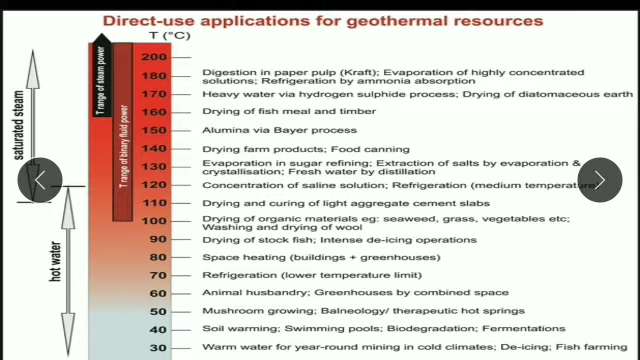 Direct-use applications for geothermal resources
T (°C)
200
180 Digestion in paper pulp (Kraft); Evaporation of highly concentrated
solutions; Refrigeration by ammonia absorption
170 Heavy water via hydrogen sulphide process; Drying of diatomaceous earth
160 Drying of fish meal and timber
150 Alumina via Bayer process
140 Drying farm products; Food canning
130 Evaporation in sugar refining; Extraction of salts by evaporation &
crystallisation; Fresh water by distillation
120 Concentration of saline solution; Refrigeration (medium temperature
110 Drying and curing of light aggregate cement slabs
100 Drying of organic materials eg: seaweed, grass, vegetables etc;
Washing and drying of wool
90 Drying of stock fish; Intense de-icing operations
80 Space heating (buildings + greenhouses)
70 Refrigeration (lower temperature limit)
60 Animal husbandry; Greenhouses by combined space
50 Mushroom growing; Balneology/ therapeutic hot springs
40 Soil warming; Swimming pools; Biodegradation; Fermentations
30 Warm water for year-round mining in cold climates; De-icing; Fish farming
saturated steam
hot water
T range of steam power
T range of binary fluid power